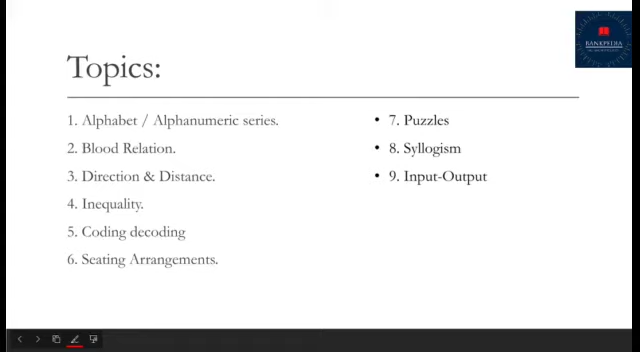 BANKPEDIA
Topics:
1. Alphabet / Alphanumeric series.
2. Blood Relation.
3. Direction & Distance.
4. Inequality.
5. Coding decoding
6. Seating Arrangements.
• 7. Puzzles
• 8. Syllogism
• 9. Input-Output